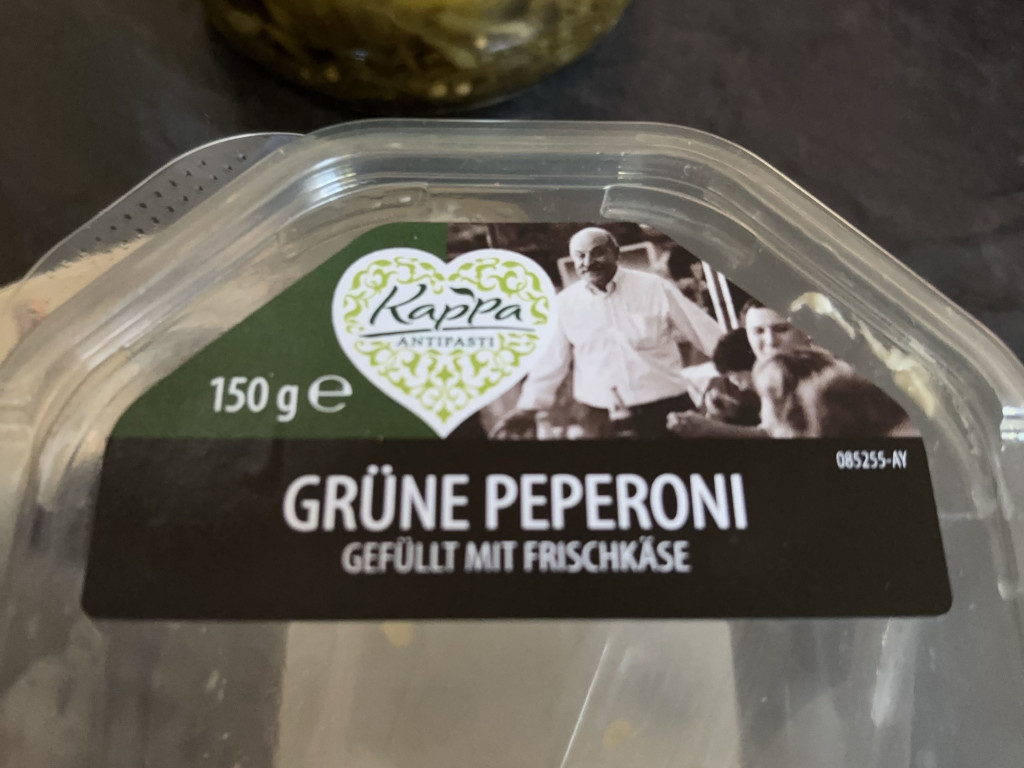 Kappa
ANTIPASTI
150 g ℮
085255-AY
GRÜNE PEPERONI
GEFÜLLT MIT FRISCHKÄSE